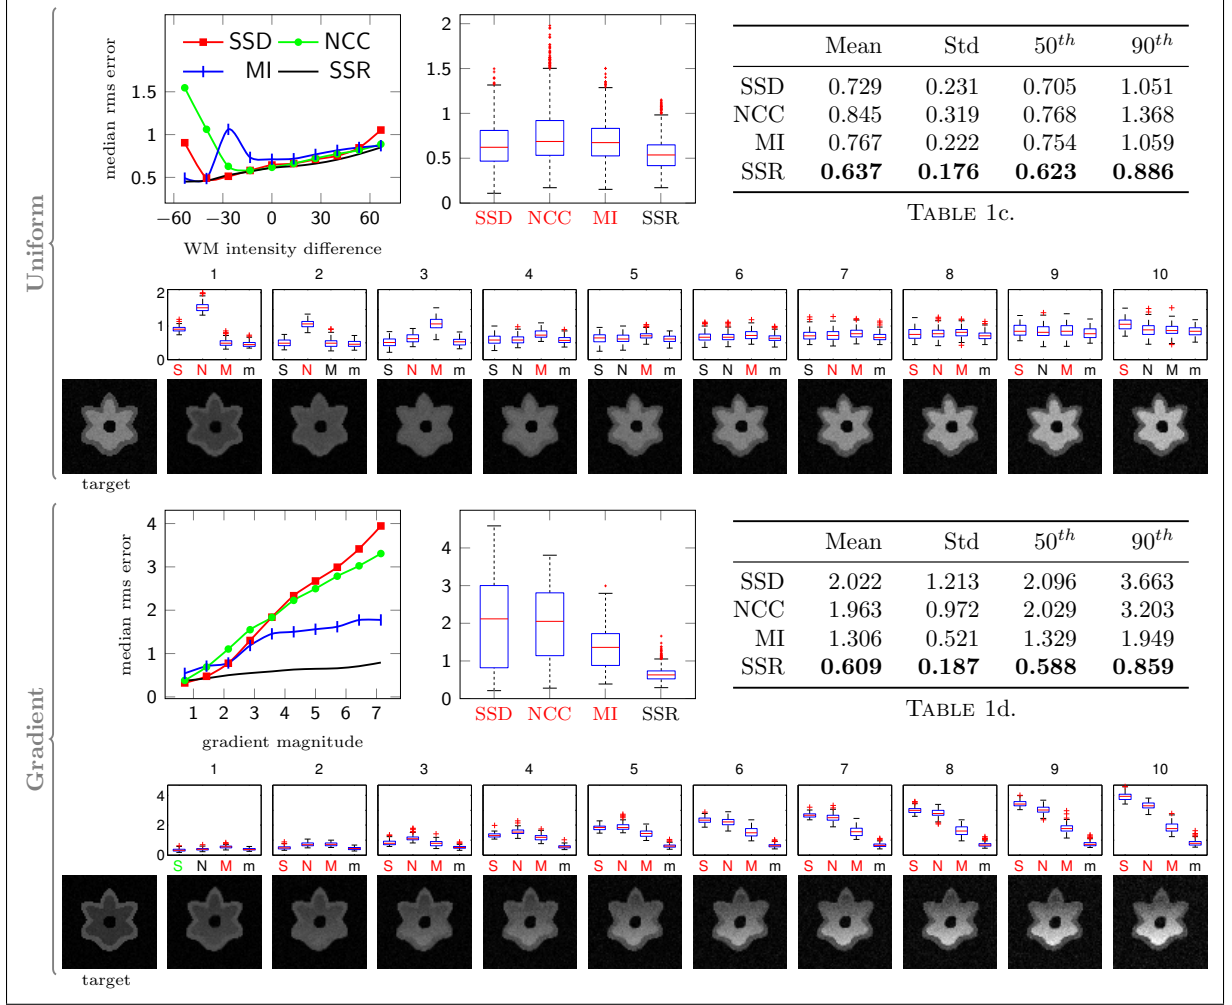 Uniform
median rms error
SSD NCC
MI SSR
1.5
1
0.5
−60 −30 0 30 60
WM intensity difference
2
1.5
1
0.5
0
SSD NCC MI SSR
Mean Std 50th 90th
SSD 0.729 0.231 0.705 1.051
NCC 0.845 0.319 0.768 1.368
MI 0.767 0.222 0.754 1.059
SSR 0.637 0.176 0.623 0.886
TABLE 1c.
1 2 3 4 5 6 7 8 9 10
2
1
0
S N M m S N M m S N M m S N M m S N M m S N M m S N M m S N M m S N M m S N M m
target
Gradient
median rms error
4
3
2
1
0
1 2 3 4 5 6 7
gradient magnitude
4
3
2
1
0
SSD NCC MI SSR
Mean Std 50th 90th
SSD 2.022 1.213 2.096 3.663
NCC 1.963 0.972 2.029 3.203
MI 1.306 0.521 1.329 1.949
SSR 0.609 0.187 0.588 0.859
TABLE 1d.
1 2 3 4 5 6 7 8 9 10
4
2
0
S N M m S N M m S N M m S N M m S N M m S N M m S N M m S N M m S N M m S N M m
target